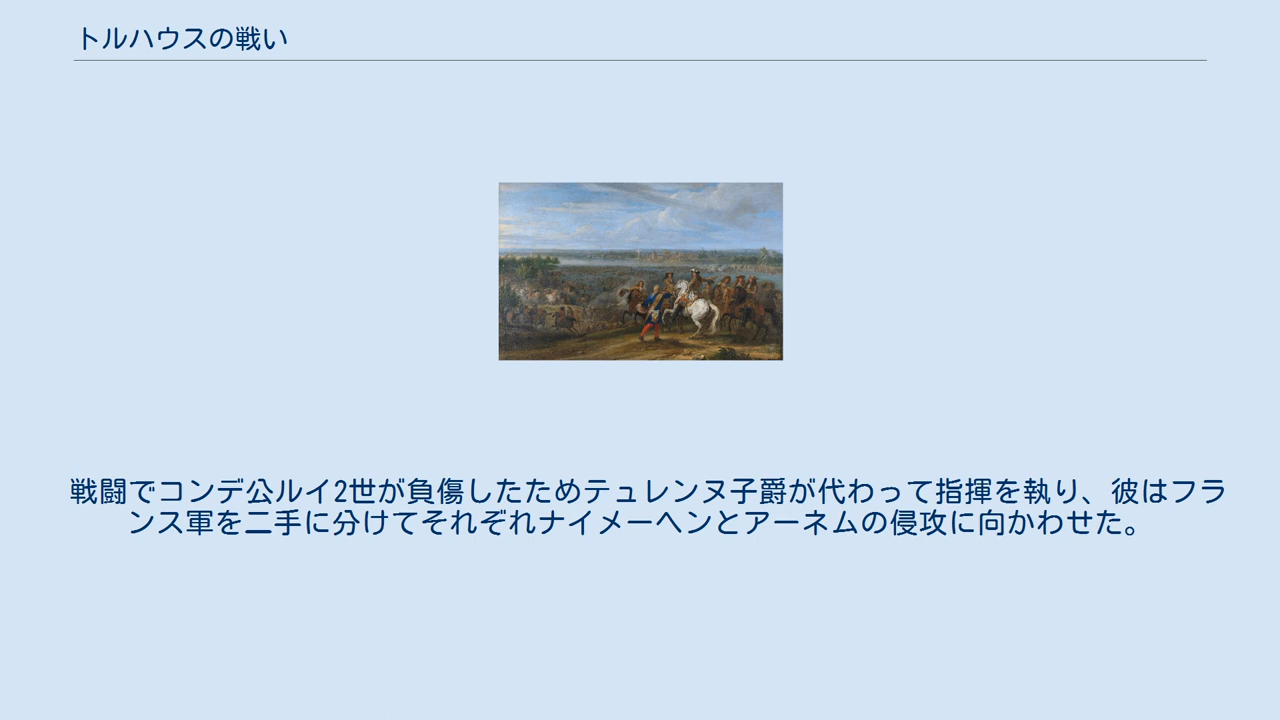 トルハウスの戦い
戦闘でコンデ公ルイ2世が負傷したためテュレンヌ子爵が代わって指揮を執り、彼はフラ
ンス軍を二手に分けてそれぞれナイメーヘンとアーネムの侵攻に向かわせた。